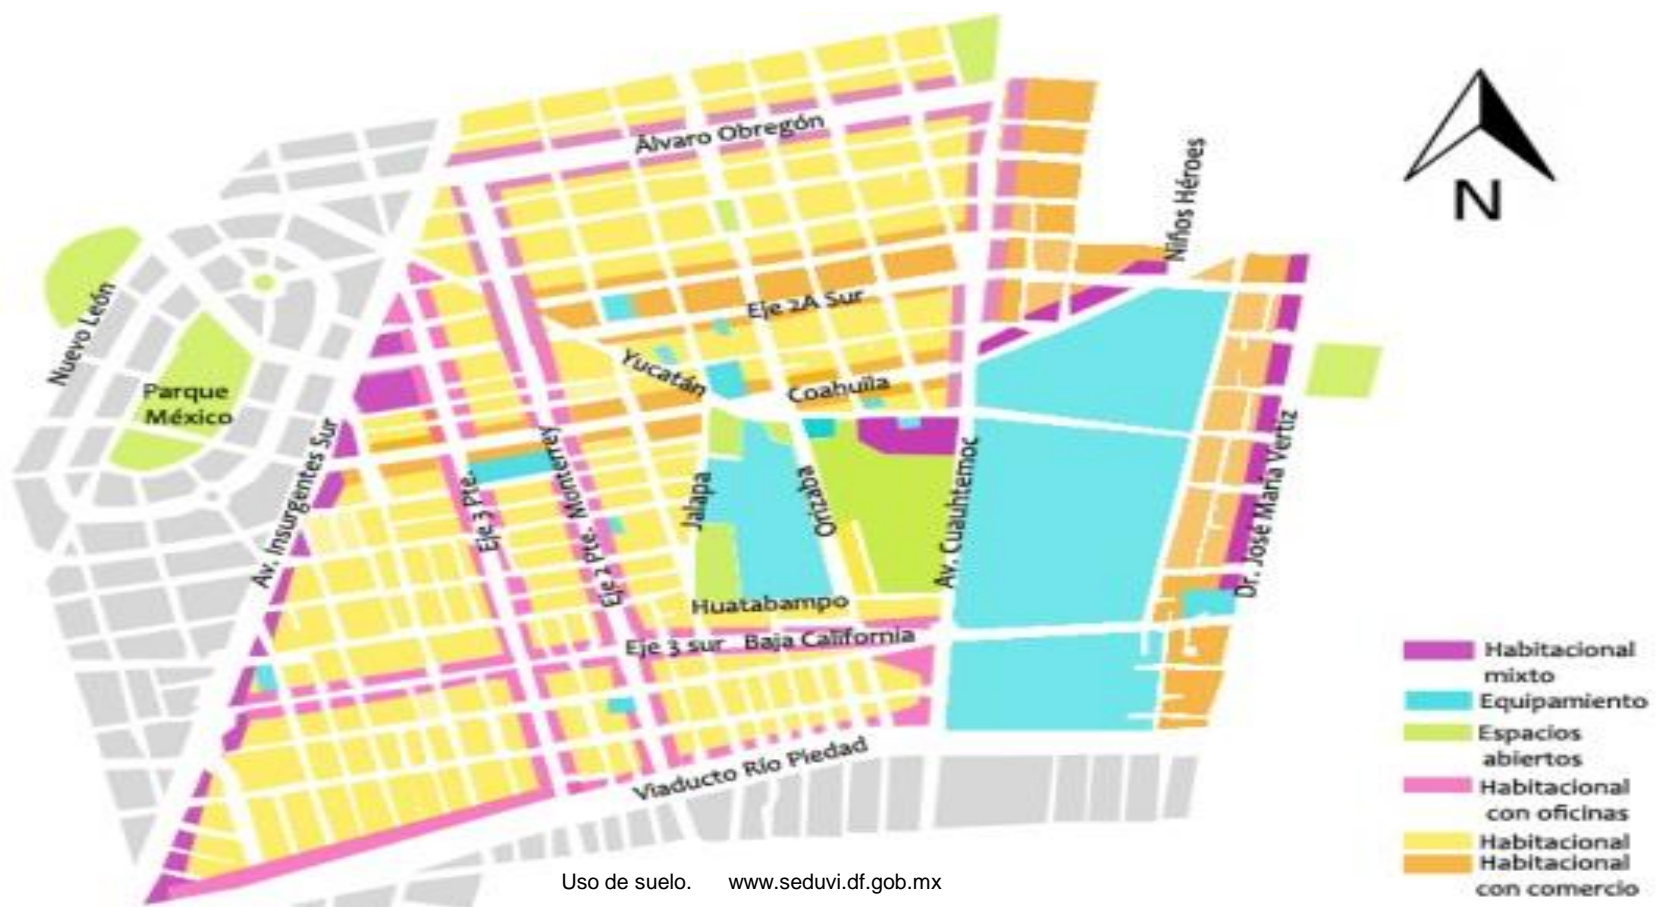 Álvaro Obregón
Niños Héroes
Nuevo León
Eje 2A Sur
Yucatán
Parque
México
Coahuila
Av. Insurgentes Sur
Eje 3 Pte.
Eje 2 Pte. Monterrey
Jalapa
Orizaba
Av. Cuauhtemoc
Dr. José María Vertiz
Huatabampo
Eje 3 sur Baja California
Viaducto Río Piedad
N
Habitacional
mixto
Equipamiento
Espacios
abiertos
Habitacional
con oficinas
Habitacional
Habitacional
con comercio
Uso de suelo. www.seduvi.df.gob.mx